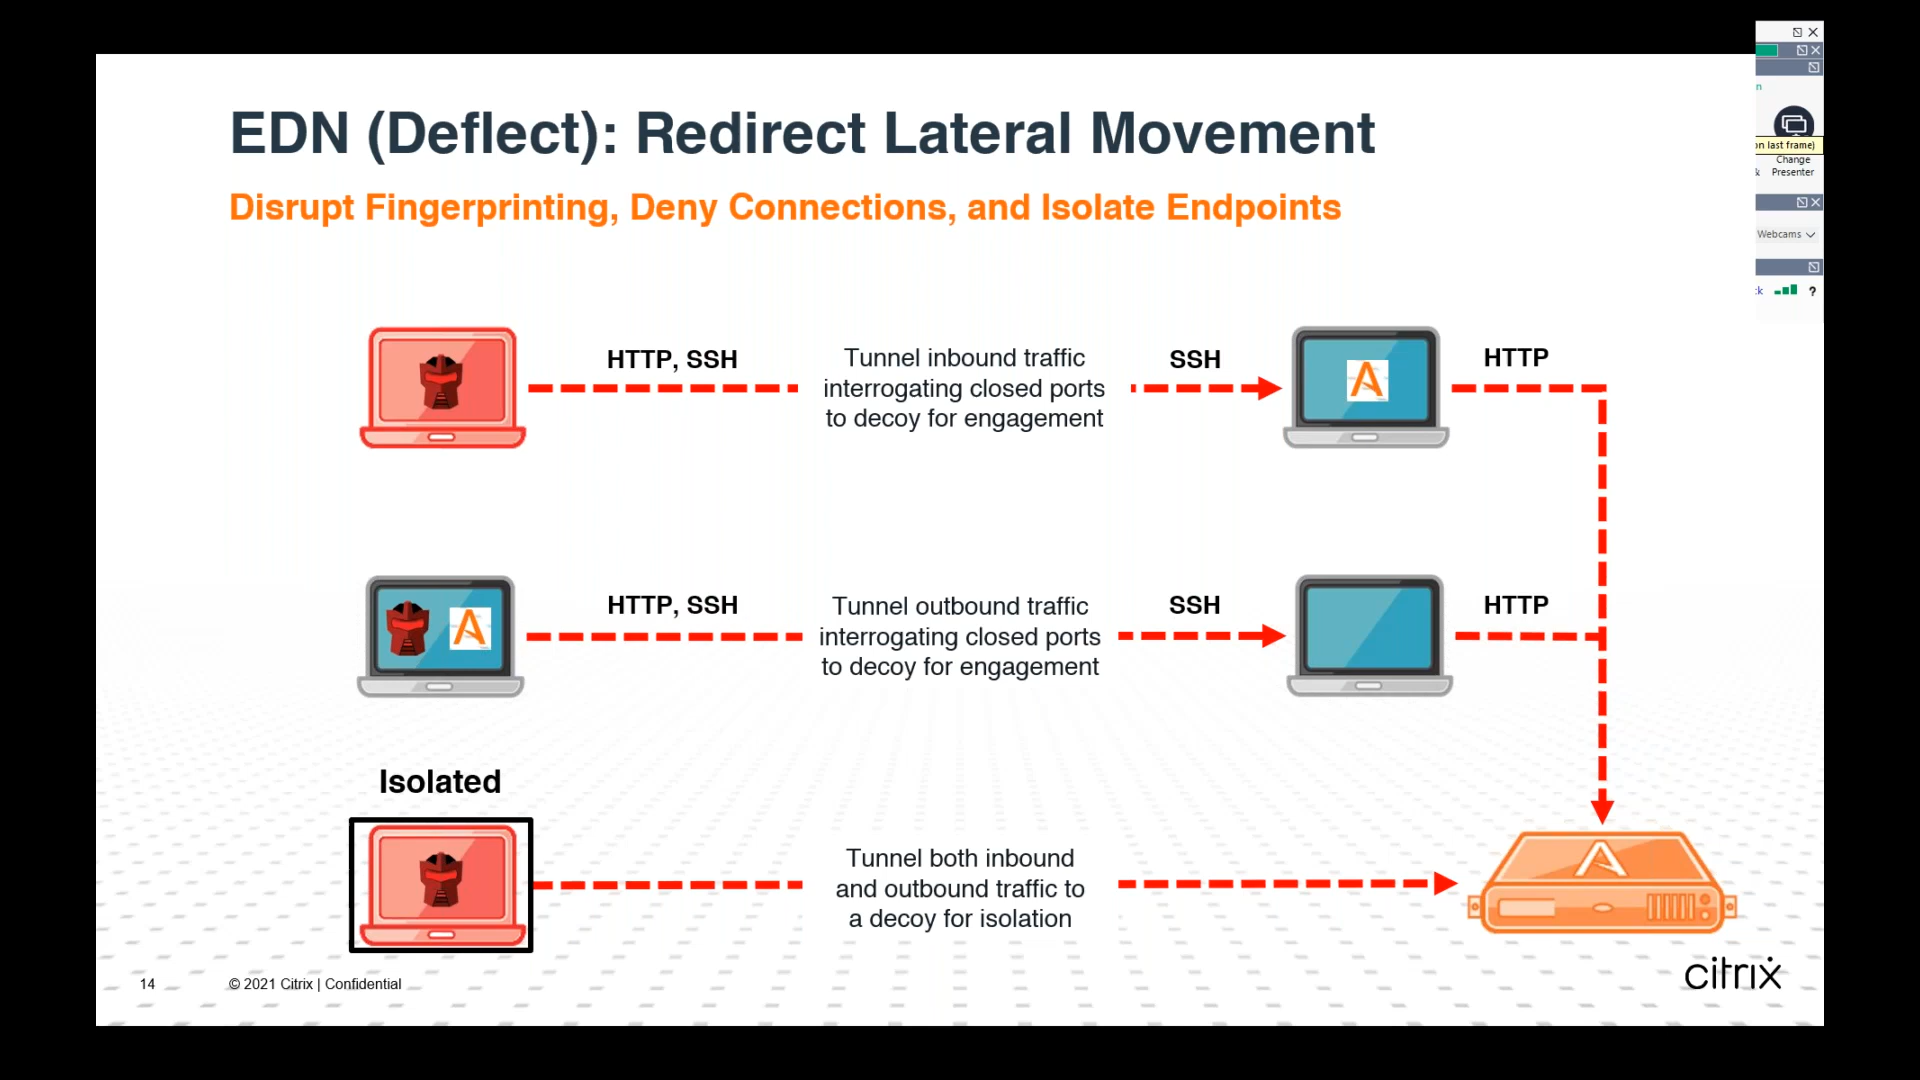 EDN (Deflect): Redirect Lateral Movement
Disrupt Fingerprinting, Deny Connections, and Isolate Endpoints
HTTP, SSH
Tunnel inbound traffic
interrogating closed ports
to decoy for engagement
SSH
HTTP
HTTP, SSH
Tunnel outbound traffic
interrogating closed ports
to decoy for engagement
SSH
HTTP
Isolated
Tunnel both inbound
and outbound traffic to
a decoy for isolation
14
© 2021 Citrix | Confidential
citrix
on last frame)
Change
Presenter
Webcams
?